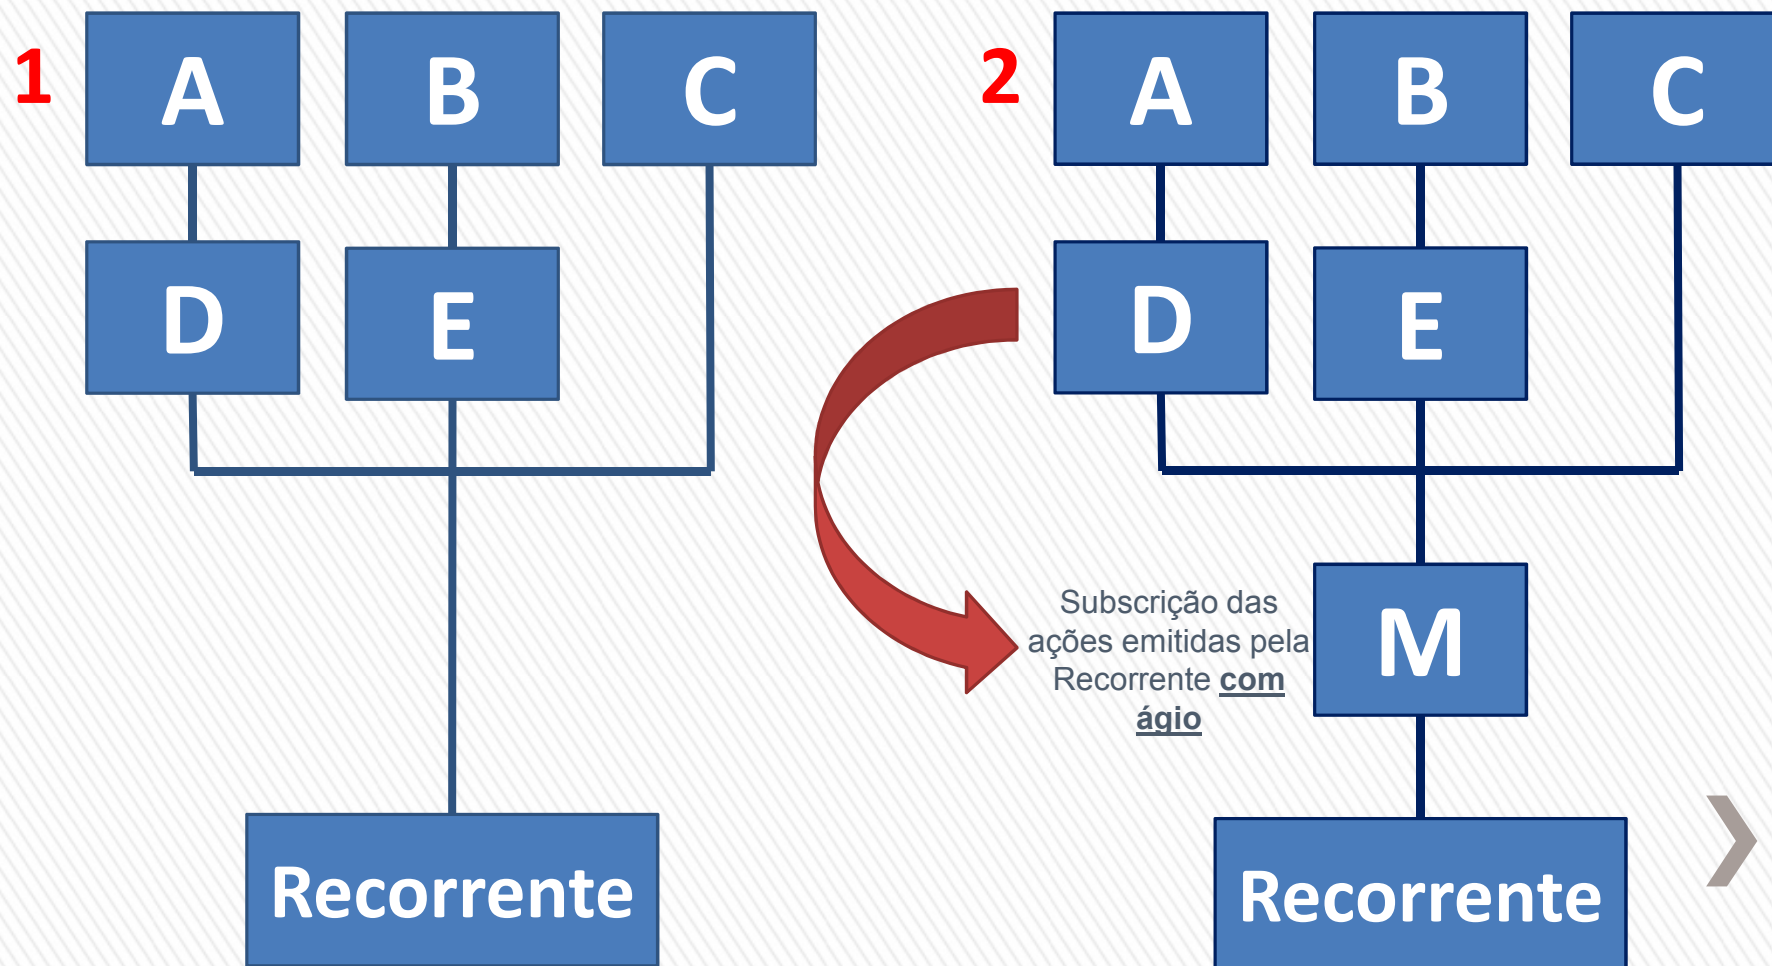 1
A
B
C
D
E
Recorrente
2
A
B
C
D
E
Subscrição das
ações emitidas pela
Recorrente com
ágio
M
Recorrente